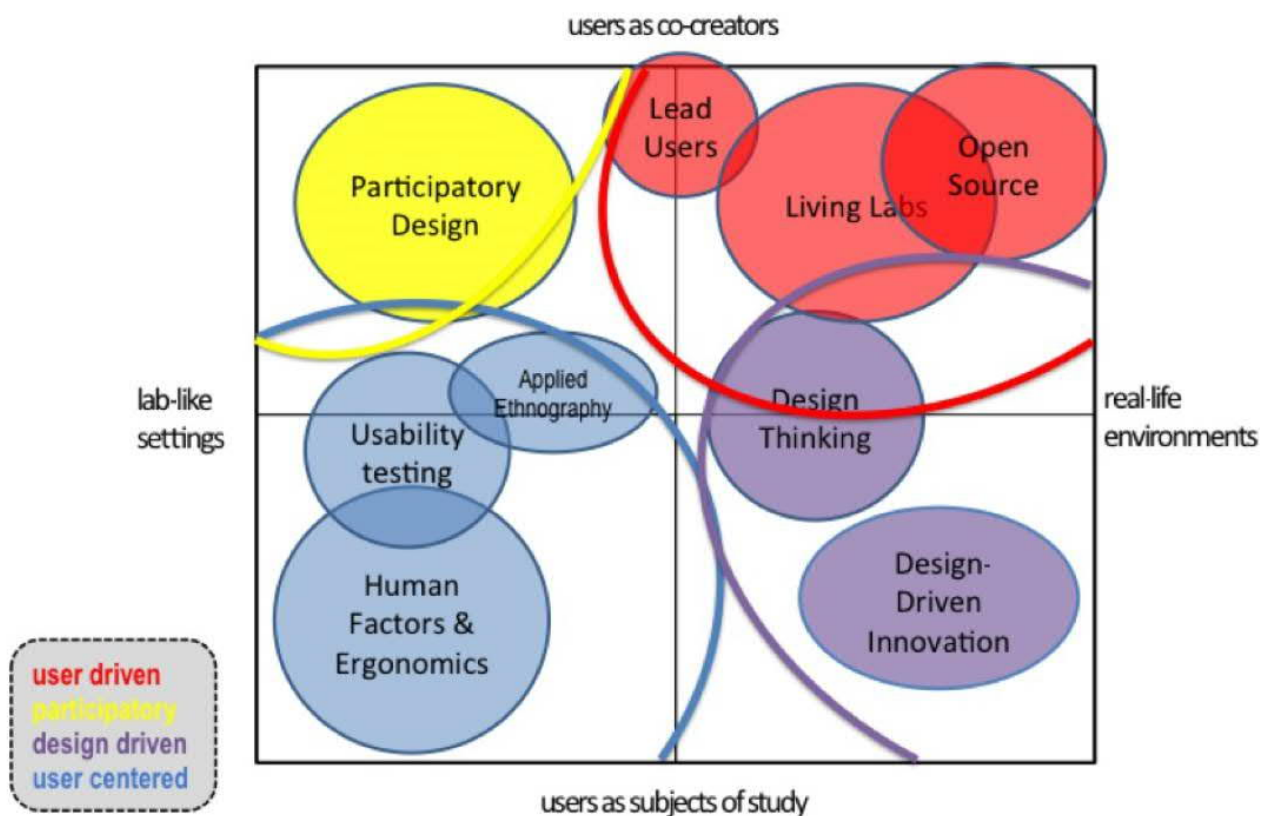 users as co-creators
Lead
Users
Open
Source
Participatory
Design
Living Labs
lab-like
settings
Applied
Ethnography
Usability
testing
Design
Thinking
real-life
environments
Human
Factors &
Ergonomics
Design-
Driven
Innovation
user driven
participatory
design driven
user centered
users as subjects of study